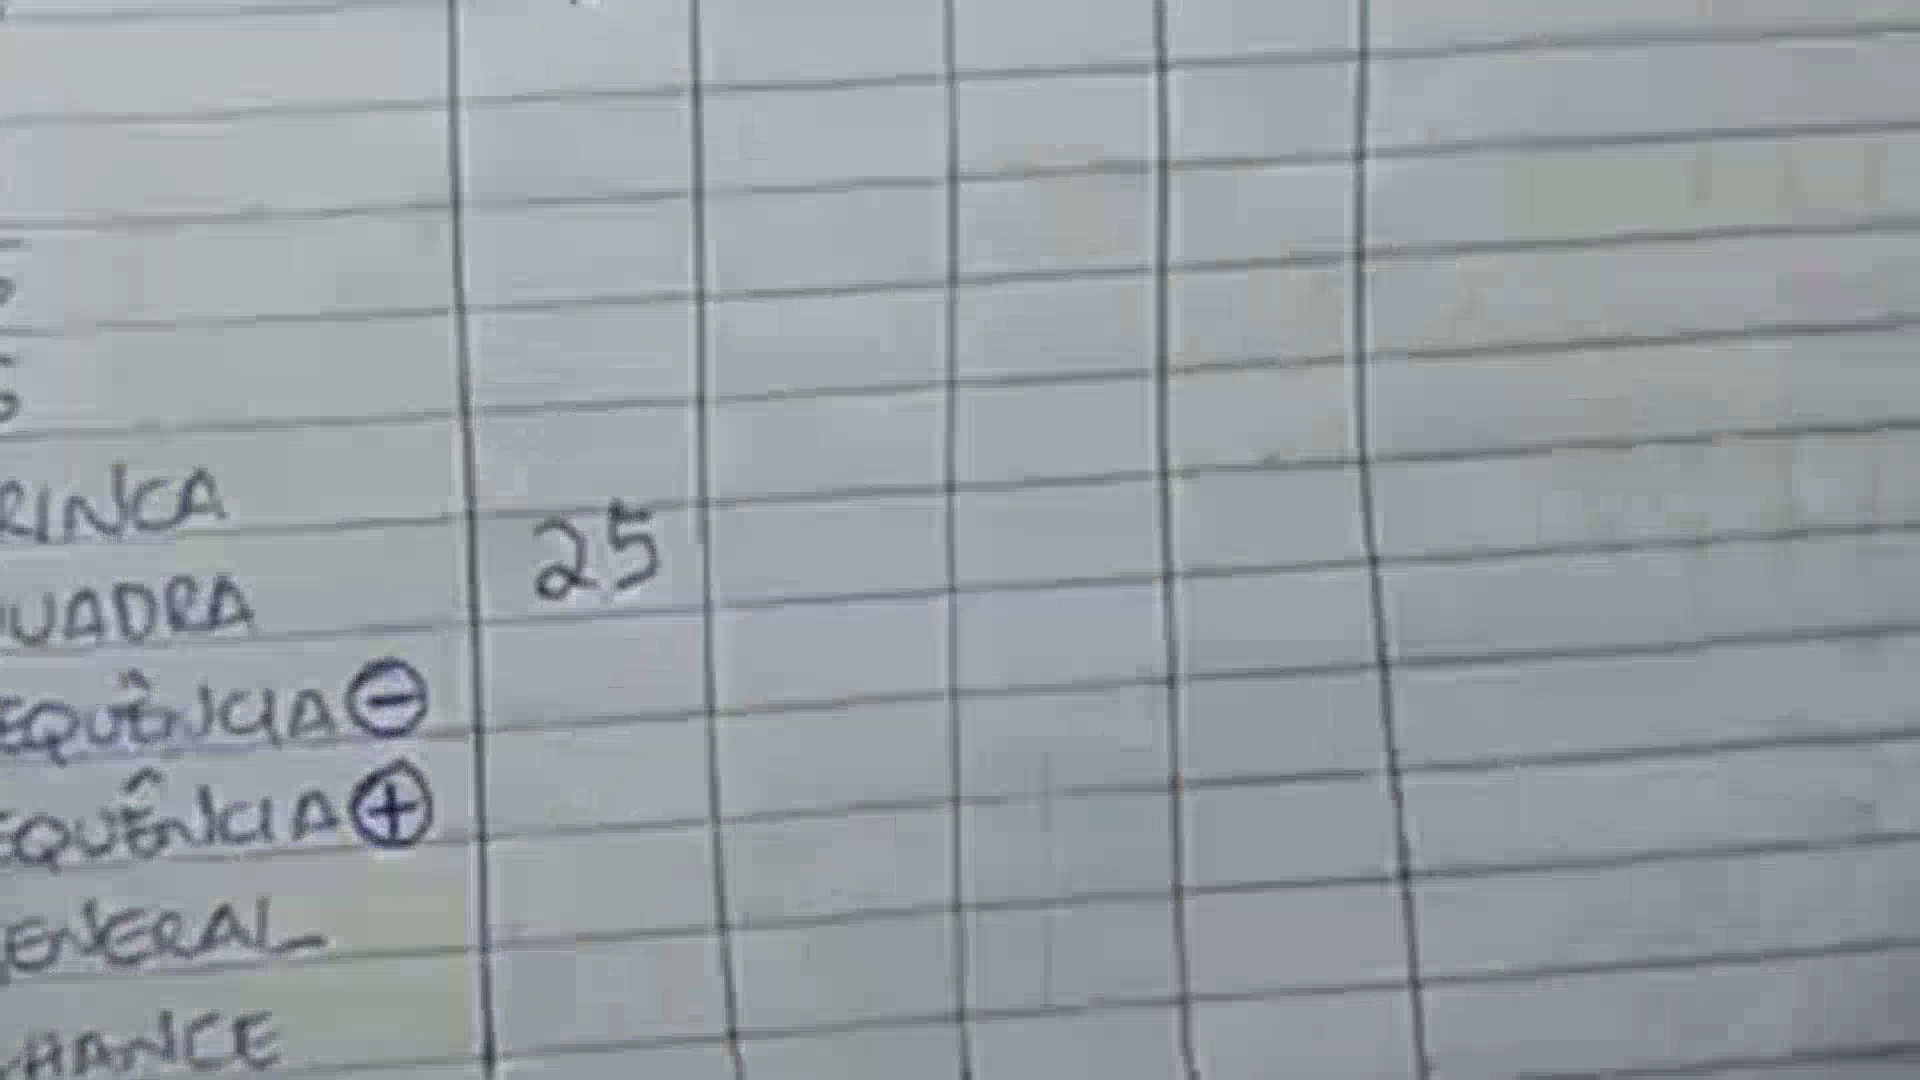 RINCA
UADRA 25
EQUÊNCIA ⊖
EQUÊNCIA ⊕
ENERAL
HANCE